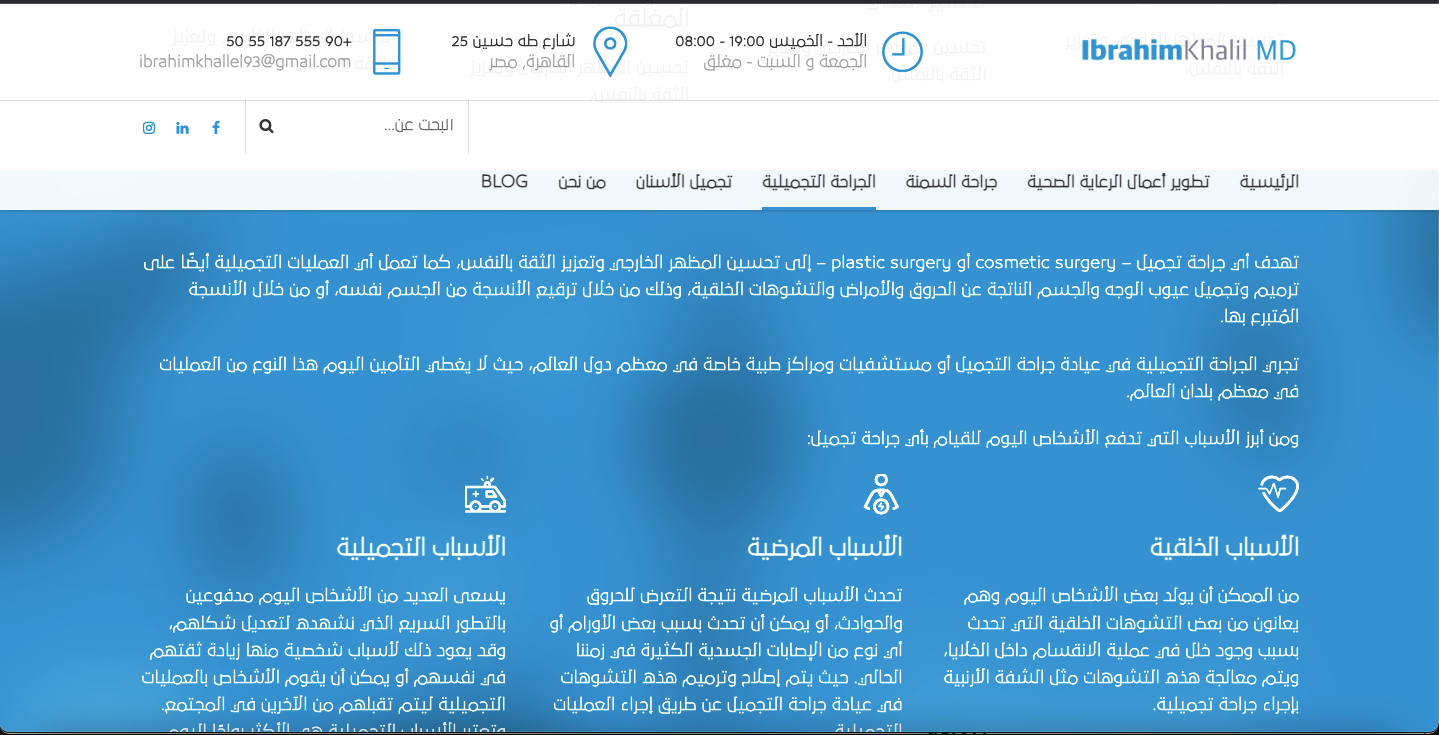 IbrahimKhalil MD
الأحد - الخميس 19:00 - 08:00
الجمعة و السبت - مغلق
شارع طه حسين 25
القاهرة, مصر
+90 555 187 55 50
ibrahimkhallel93@gmail.com
البحث عن...
الرئيسية
تطوير أعمال الرعاية الصحية
جراحة السمنة
الجراحة التجميلية
تجميل الأسنان
من نحن
BLOG
تهدف أي جراحة تجميل – cosmetic surgery أو plastic surgery – إلى تحسين المظهر الخارجي وتعزيز الثقة بالنفس، كما تعمل أي العمليات التجميلية أيضًا على
ترميم وتجميل عيوب الوجه والجسم الناتجة عن الحروق والأمراض والتشوهات الخلقية، وذلك من خلال ترقيع الأنسجة من الجسم نفسه، أو من خلال الأنسجة
المُتبرع بها.
تجري الجراحة التجميلية في عيادة جراحة التجميل أو مستشفيات ومراكز طبية خاصة في معظم دول العالم، حيث لا يغطي التأمين اليوم هذا النوع من العمليات
في معظم بلدان العالم.
ومن أبرز الأسباب التي تدفع الأشخاص اليوم للقيام بأي جراحة تجميل:
الأسباب الخلقية
من الممكن أن يولد بعض الأشخاص اليوم وهم
يعانون من بعض التشوهات الخلقية التي تحدث
بسبب وجود خلل في عملية الانقسام داخل الخلايا،
ويتم معالجة هذه التشوهات مثل الشفة الأرنبية
بإجراء جراحة تجميلية.
الأسباب المرضية
تحدث الأسباب المرضية نتيجة التعرض للحروق
والحوادث، أو يمكن أن تحدث بسبب بعض الأورام أو
أي نوع من الإصابات الجسدية الكثيرة في زمننا
الحالي. حيث يتم إصلاح وترميم هذه التشوهات
في عيادة جراحة التجميل عن طريق إجراء العمليات
التجميلية.
الأسباب التجميلية
يسعى العديد من الأشخاص اليوم مدفوعين
بالتطور السريع الذي نشهده لتعديل شكلهم،
وقد يعود ذلك لأسباب شخصية منها زيادة ثقتهم
في نفسهم أو يمكن أن يقوم الأشخاص بالعمليات
التجميلية ليتم تقبلهم من الآخرين في المجتمع.
وتعتبر الأسباب التجميلية هي الأكثر رواجًا اليوم